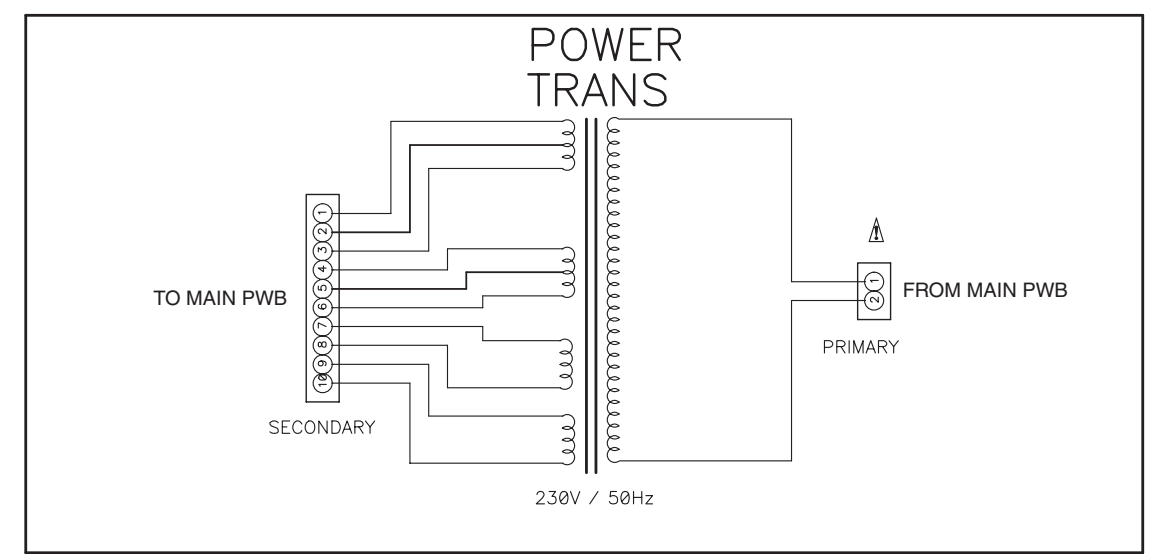 POWER
TRANS
1
2
3
4
5
6
7
8
9
10
TO MAIN PWB
SECONDARY
1
2
FROM MAIN PWB
PRIMARY
230V / 50Hz